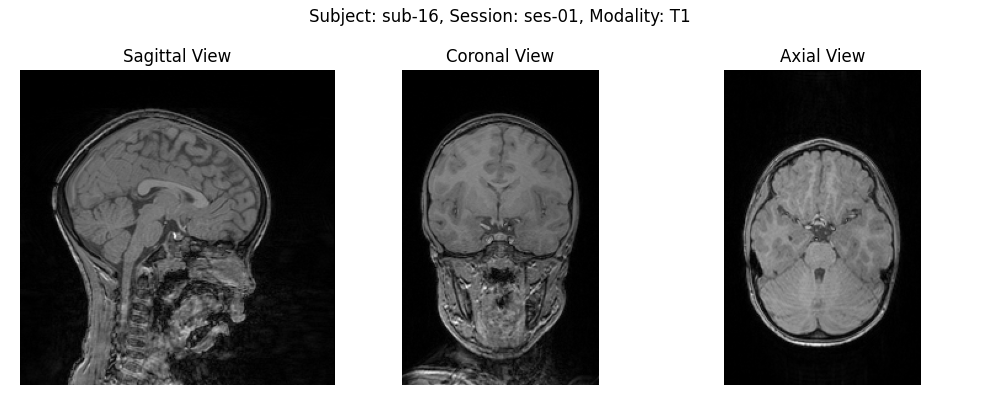 Subject: sub-16, Session: ses-01, Modality: T1
Sagittal View
Coronal View
Axial View